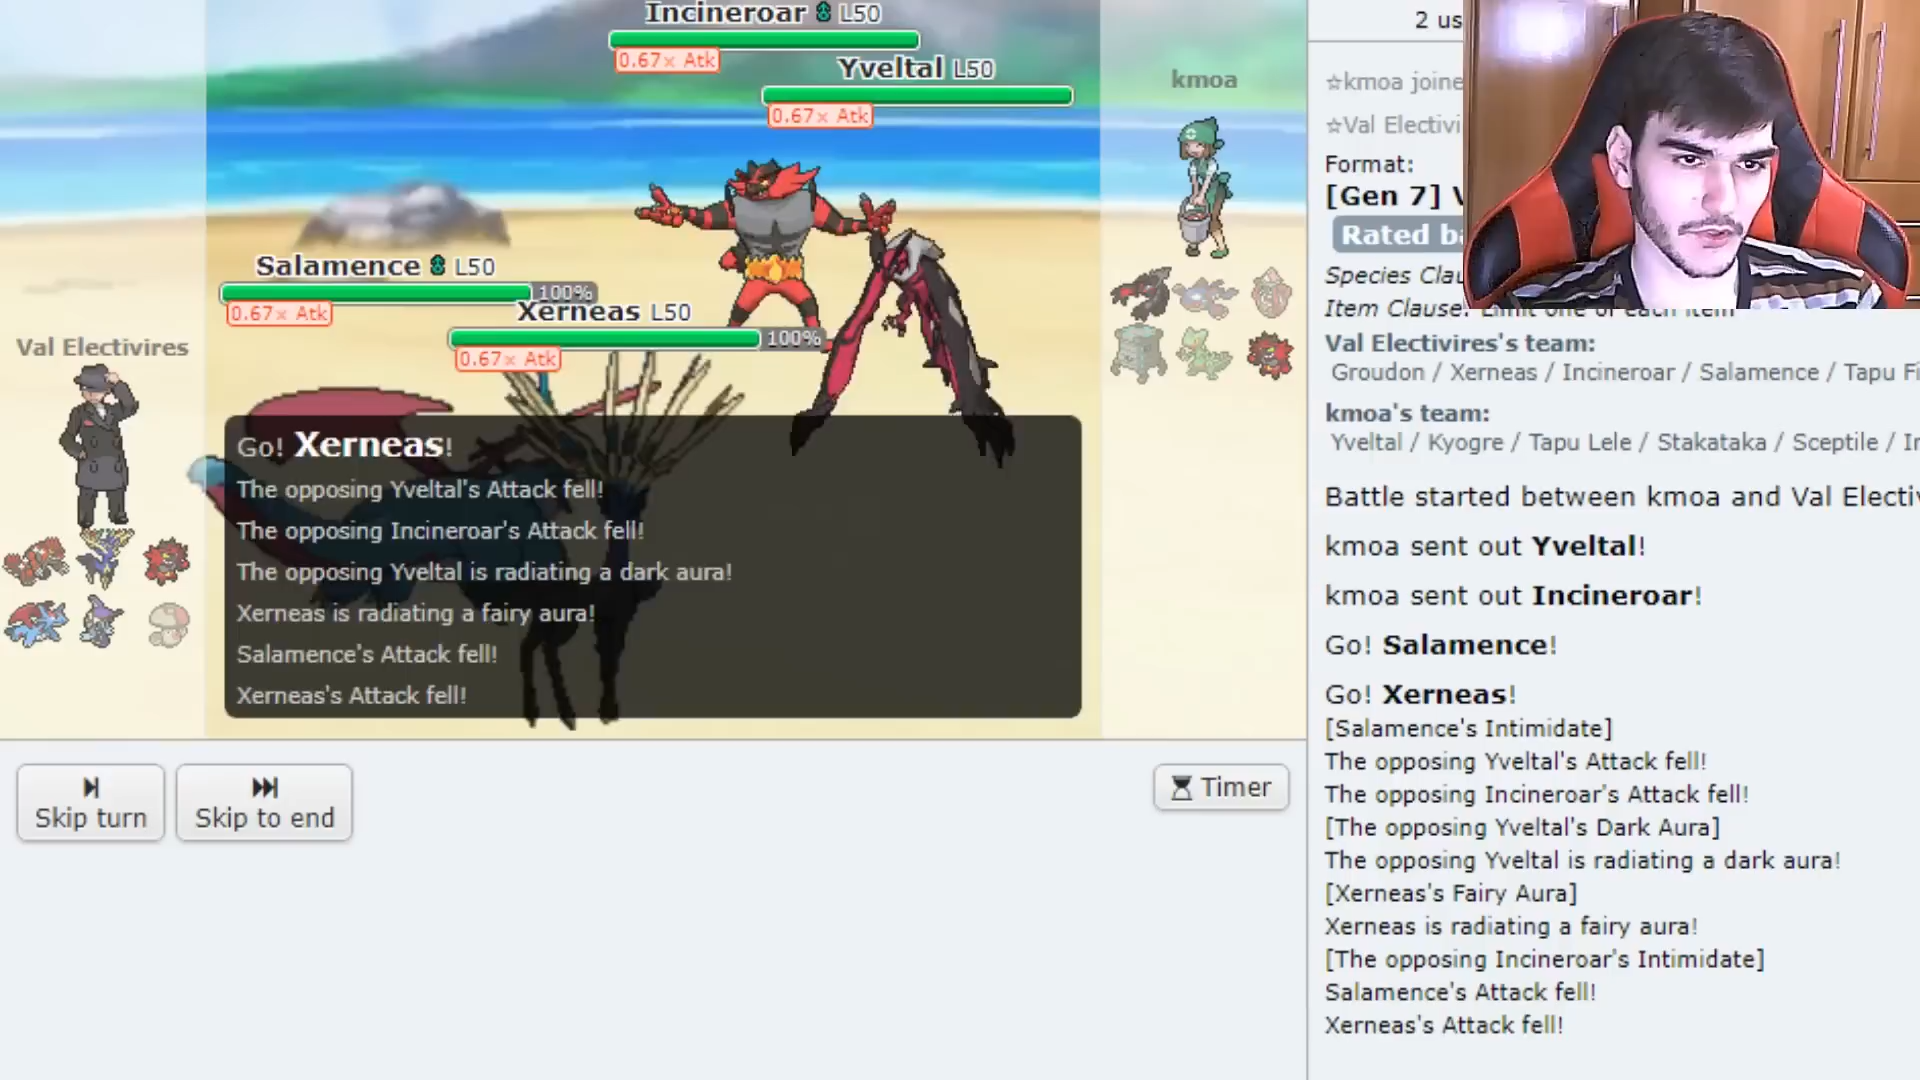 Incineroar L50
0.67× Atk
Yveltal L50
0.67× Atk
Salamence L50
100%
0.67× Atk
Xerneas L50
100%
0.67× Atk
Val Electivires
kmoa
Go! Xerneas!
The opposing Yveltal's Attack fell!
The opposing Incineroar's Attack fell!
The opposing Yveltal is radiating a dark aura!
Xerneas is radiating a fairy aura!
Salamence's Attack fell!
Xerneas's Attack fell!
Skip turn
Skip to end
Timer
2 us
☆kmoa joine
☆Val Electivi
Format:
[Gen 7] V
Rated ba
Species Clau
Item Clause: Limit one of each item
Val Electivires's team:
Groudon / Xerneas / Incineroar / Salamence / Tapu Fi
kmoa's team:
Yveltal / Kyogre / Tapu Lele / Stakataka / Sceptile / In
Battle started between kmoa and Val Electiv
kmoa sent out Yveltal!
kmoa sent out Incineroar!
Go! Salamence!
Go! Xerneas!
[Salamence's Intimidate]
The opposing Yveltal's Attack fell!
The opposing Incineroar's Attack fell!
[The opposing Yveltal's Dark Aura]
The opposing Yveltal is radiating a dark aura!
[Xerneas's Fairy Aura]
Xerneas is radiating a fairy aura!
[The opposing Incineroar's Intimidate]
Salamence's Attack fell!
Xerneas's Attack fell!